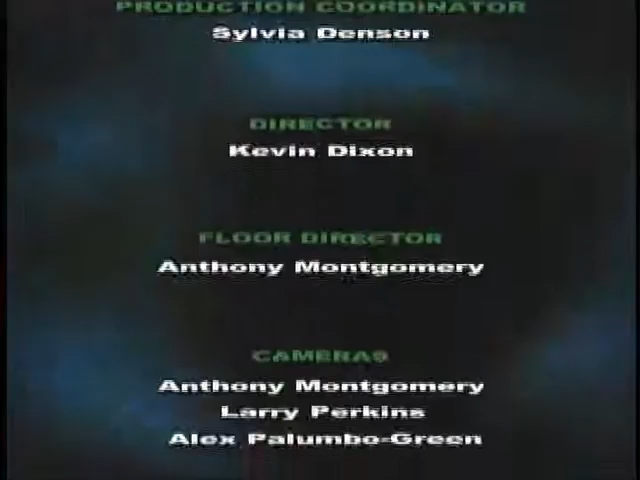 PRODUCTION COORDINATOR
Sylvia Denson
DIRECTOR
Kevin Dixon
FLOOR DIRECTOR
Anthony Montgomery
CAMERAS
Anthony Montgomery
Larry Perkins
Alex Palumbo-Green